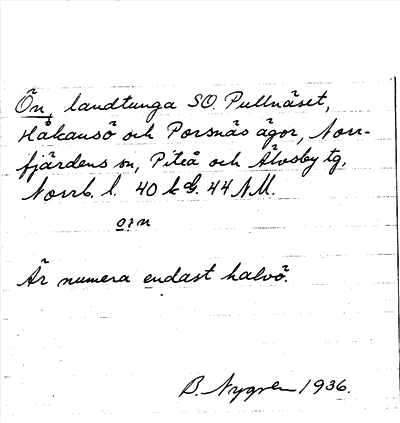 Ön, landtunga SO. Pullnäset,
Håkansö och Porsnäs ägor, Norr-
fjärdens sn, Piteå och Älvsby tg,
Norrb. l. 40 k G. 44 NM.
Är numera endast halvö.
B. Nygren 1936.